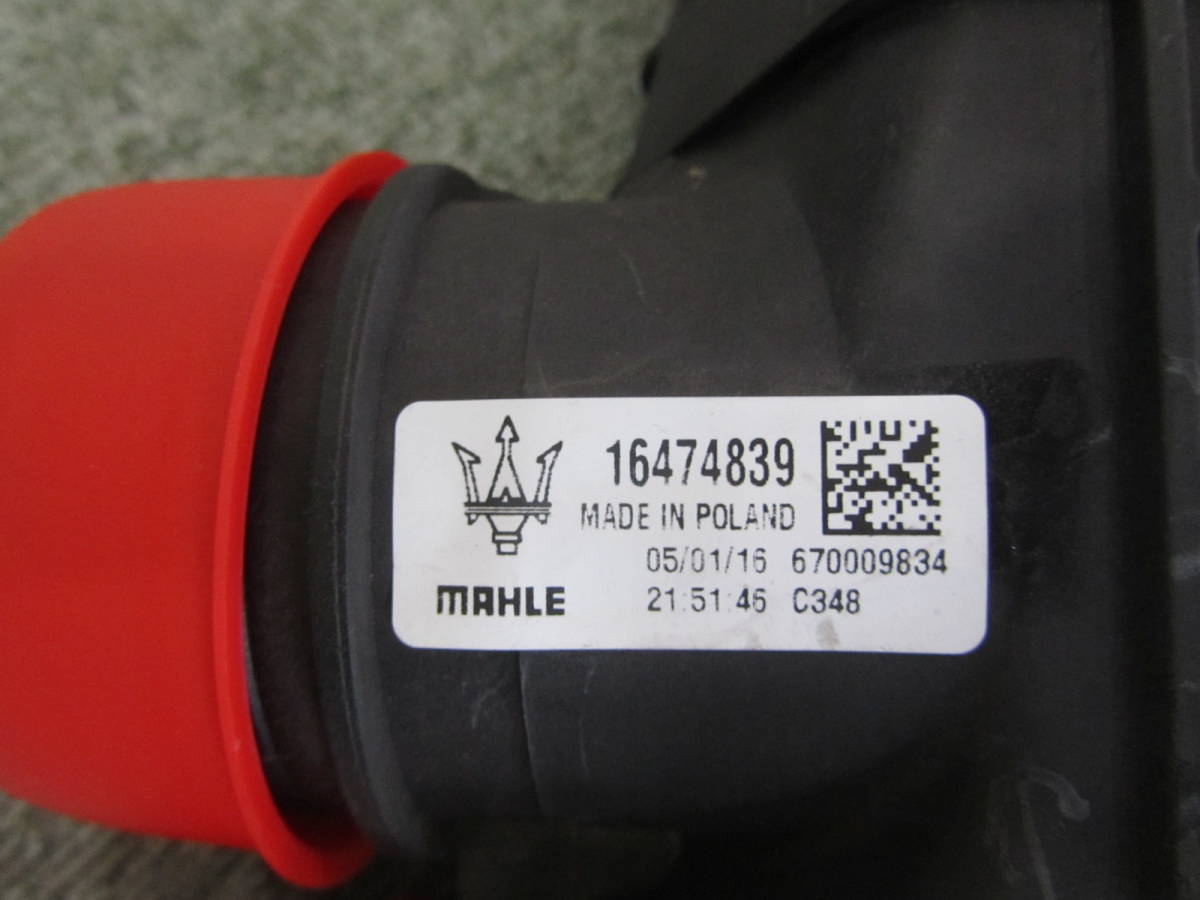 16474839
MADE IN POLAND
05/01/16 670009834
MAHLE 21:51:46 C348